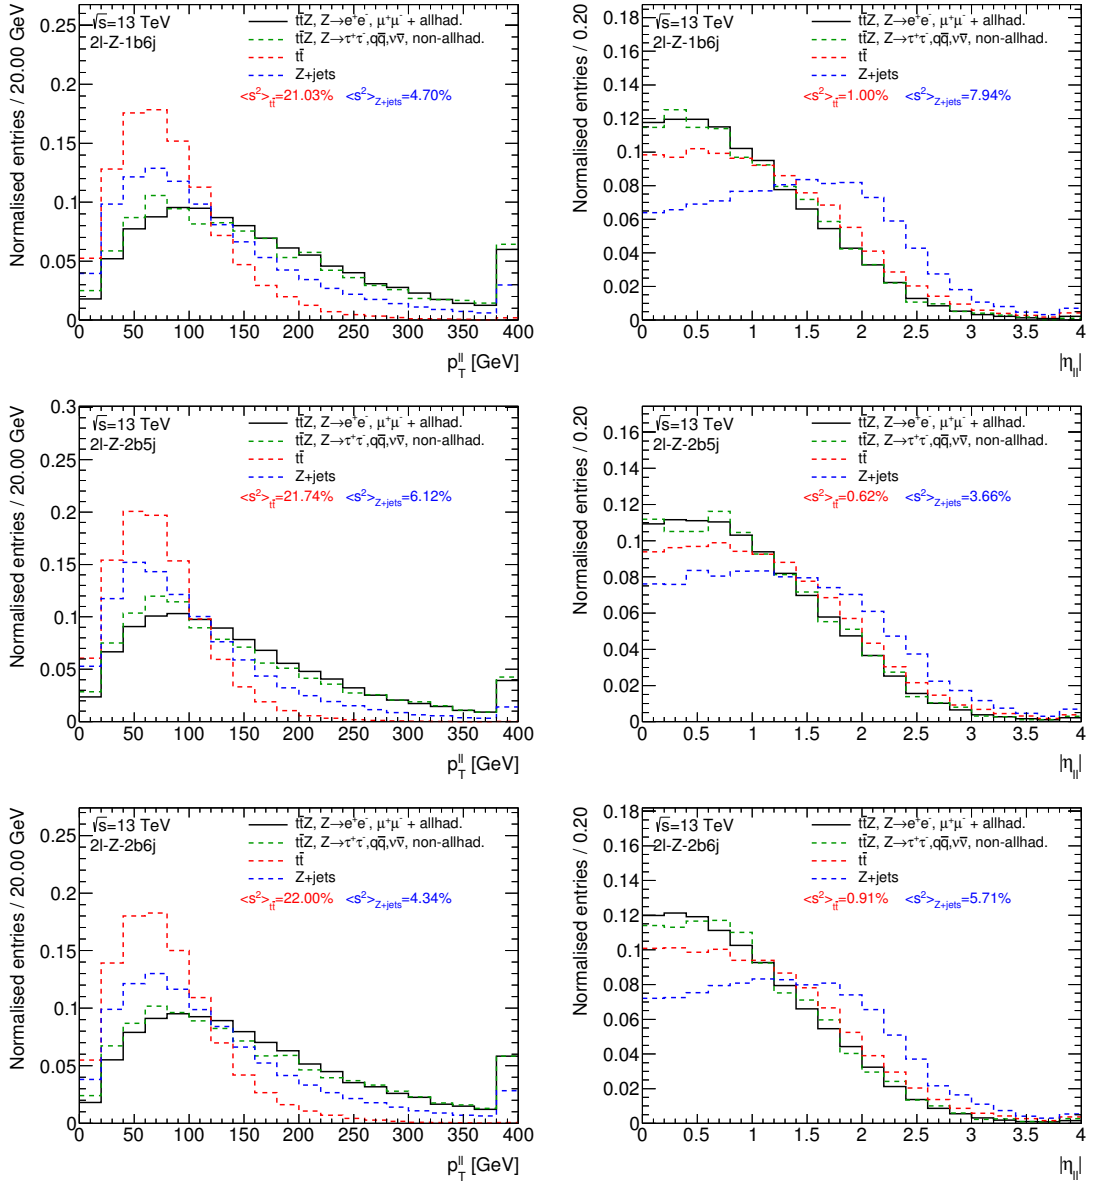 √s=13 TeV
2l-Z-1b6j
tt̄Z, Z→e⁺e⁻, μ⁺μ⁻ + allhad.
tt̄Z, Z→τ⁺τ⁻,qq̄,νν̄, non-allhad.
tt̄
Z+jets
<s²>tt̄=21.03% <s²>Z+jets=4.70%
Normalised entries / 20.00 GeV
0.25
0.2
0.15
0.1
0.05
0
0 50 100 150 200 250 300 350 400
pTll [GeV]
√s=13 TeV
2l-Z-1b6j
tt̄Z, Z→e⁺e⁻, μ⁺μ⁻ + allhad.
tt̄Z, Z→τ⁺τ⁻,qq̄,νν̄, non-allhad.
tt̄
Z+jets
<s²>tt̄=1.00% <s²>Z+jets=7.94%
Normalised entries / 0.20
0.18
0.16
0.14
0.12
0.1
0.08
0.06
0.04
0.02
0
0 0.5 1 1.5 2 2.5 3 3.5 4
|ηll|
√s=13 TeV
2l-Z-2b5j
tt̄Z, Z→e⁺e⁻, μ⁺μ⁻ + allhad.
tt̄Z, Z→τ⁺τ⁻,qq̄,νν̄, non-allhad.
tt̄
Z+jets
<s²>tt̄=21.74% <s²>Z+jets=6.12%
Normalised entries / 20.00 GeV
0.3
0.25
0.2
0.15
0.1
0.05
0
0 50 100 150 200 250 300 350 400
pTll [GeV]
√s=13 TeV
2l-Z-2b5j
tt̄Z, Z→e⁺e⁻, μ⁺μ⁻ + allhad.
tt̄Z, Z→τ⁺τ⁻,qq̄,νν̄, non-allhad.
tt̄
Z+jets
<s²>tt̄=0.62% <s²>Z+jets=3.66%
Normalised entries / 0.20
0.16
0.14
0.12
0.1
0.08
0.06
0.04
0.02
0
0 0.5 1 1.5 2 2.5 3 3.5 4
|ηll|
√s=13 TeV
2l-Z-2b6j
tt̄Z, Z→e⁺e⁻, μ⁺μ⁻ + allhad.
tt̄Z, Z→τ⁺τ⁻,qq̄,νν̄, non-allhad.
tt̄
Z+jets
<s²>tt̄=22.00% <s²>Z+jets=4.34%
Normalised entries / 20.00 GeV
0.25
0.2
0.15
0.1
0.05
0
0 50 100 150 200 250 300 350 400
pTll [GeV]
√s=13 TeV
2l-Z-2b6j
tt̄Z, Z→e⁺e⁻, μ⁺μ⁻ + allhad.
tt̄Z, Z→τ⁺τ⁻,qq̄,νν̄, non-allhad.
tt̄
Z+jets
<s²>tt̄=0.91% <s²>Z+jets=5.71%
Normalised entries / 0.20
0.18
0.16
0.14
0.12
0.1
0.08
0.06
0.04
0.02
0
0 0.5 1 1.5 2 2.5 3 3.5 4
|ηll|